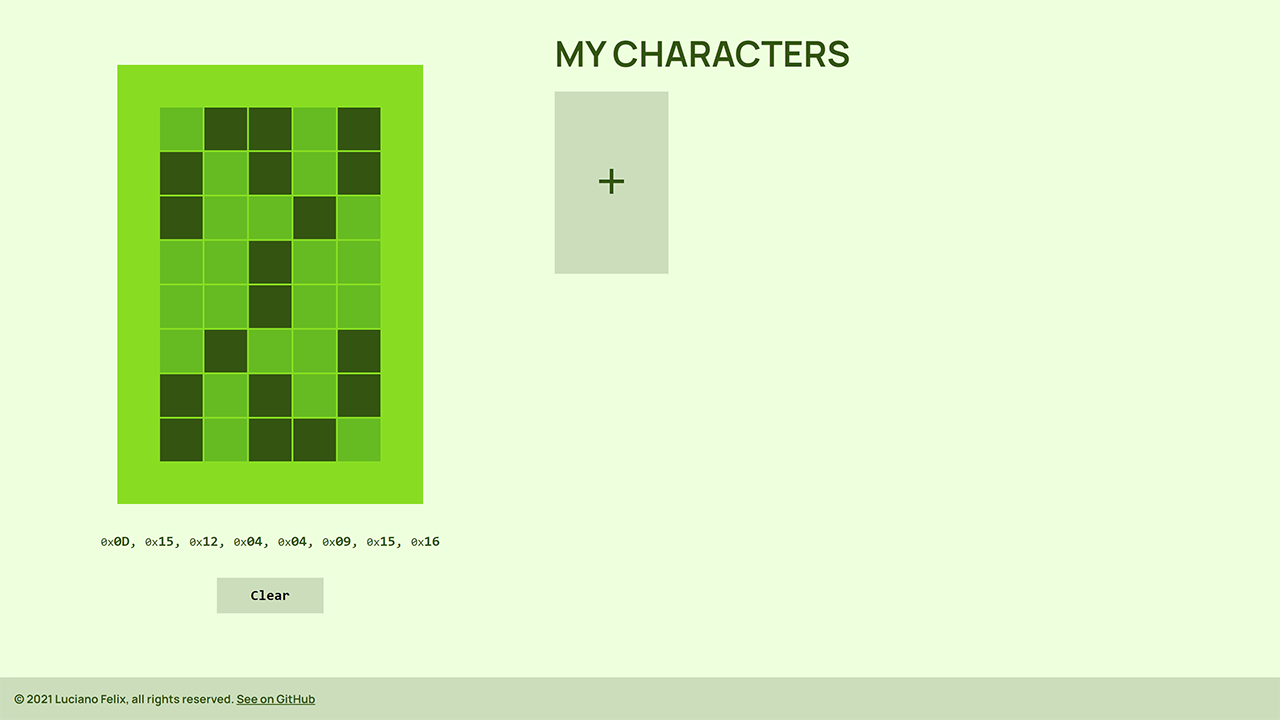 MY CHARACTERS
+
0x0D, 0x15, 0x12, 0x04, 0x04, 0x09, 0x15, 0x16
Clear
© 2021 Luciano Felix, all rights reserved. See on GitHub